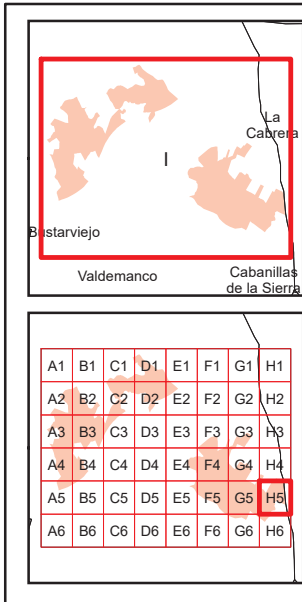 La
Cabrera
I
Bustarviejo
Valdemanco
Cabanillas
de la Sierra
A1 B1 C1 D1 E1 F1 G1 H1
A2 B2 C2 D2 E2 F2 G2 H2
A3 B3 C3 D3 E3 F3 G3 H3
A4 B4 C4 D4 E4 F4 G4 H4
A5 B5 C5 D5 E5 F5 G5 H5
A6 B6 C6 D6 E6 F6 G6 H6